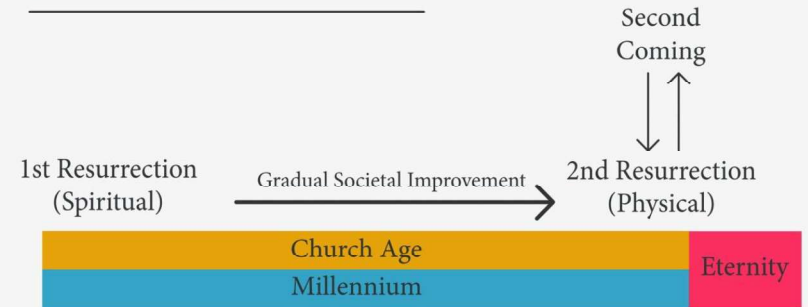 Second
Coming
1st Resurrection
(Spiritual)
Gradual Societal Improvement
2nd Resurrection
(Physical)
Church Age
Eternity
Millennium